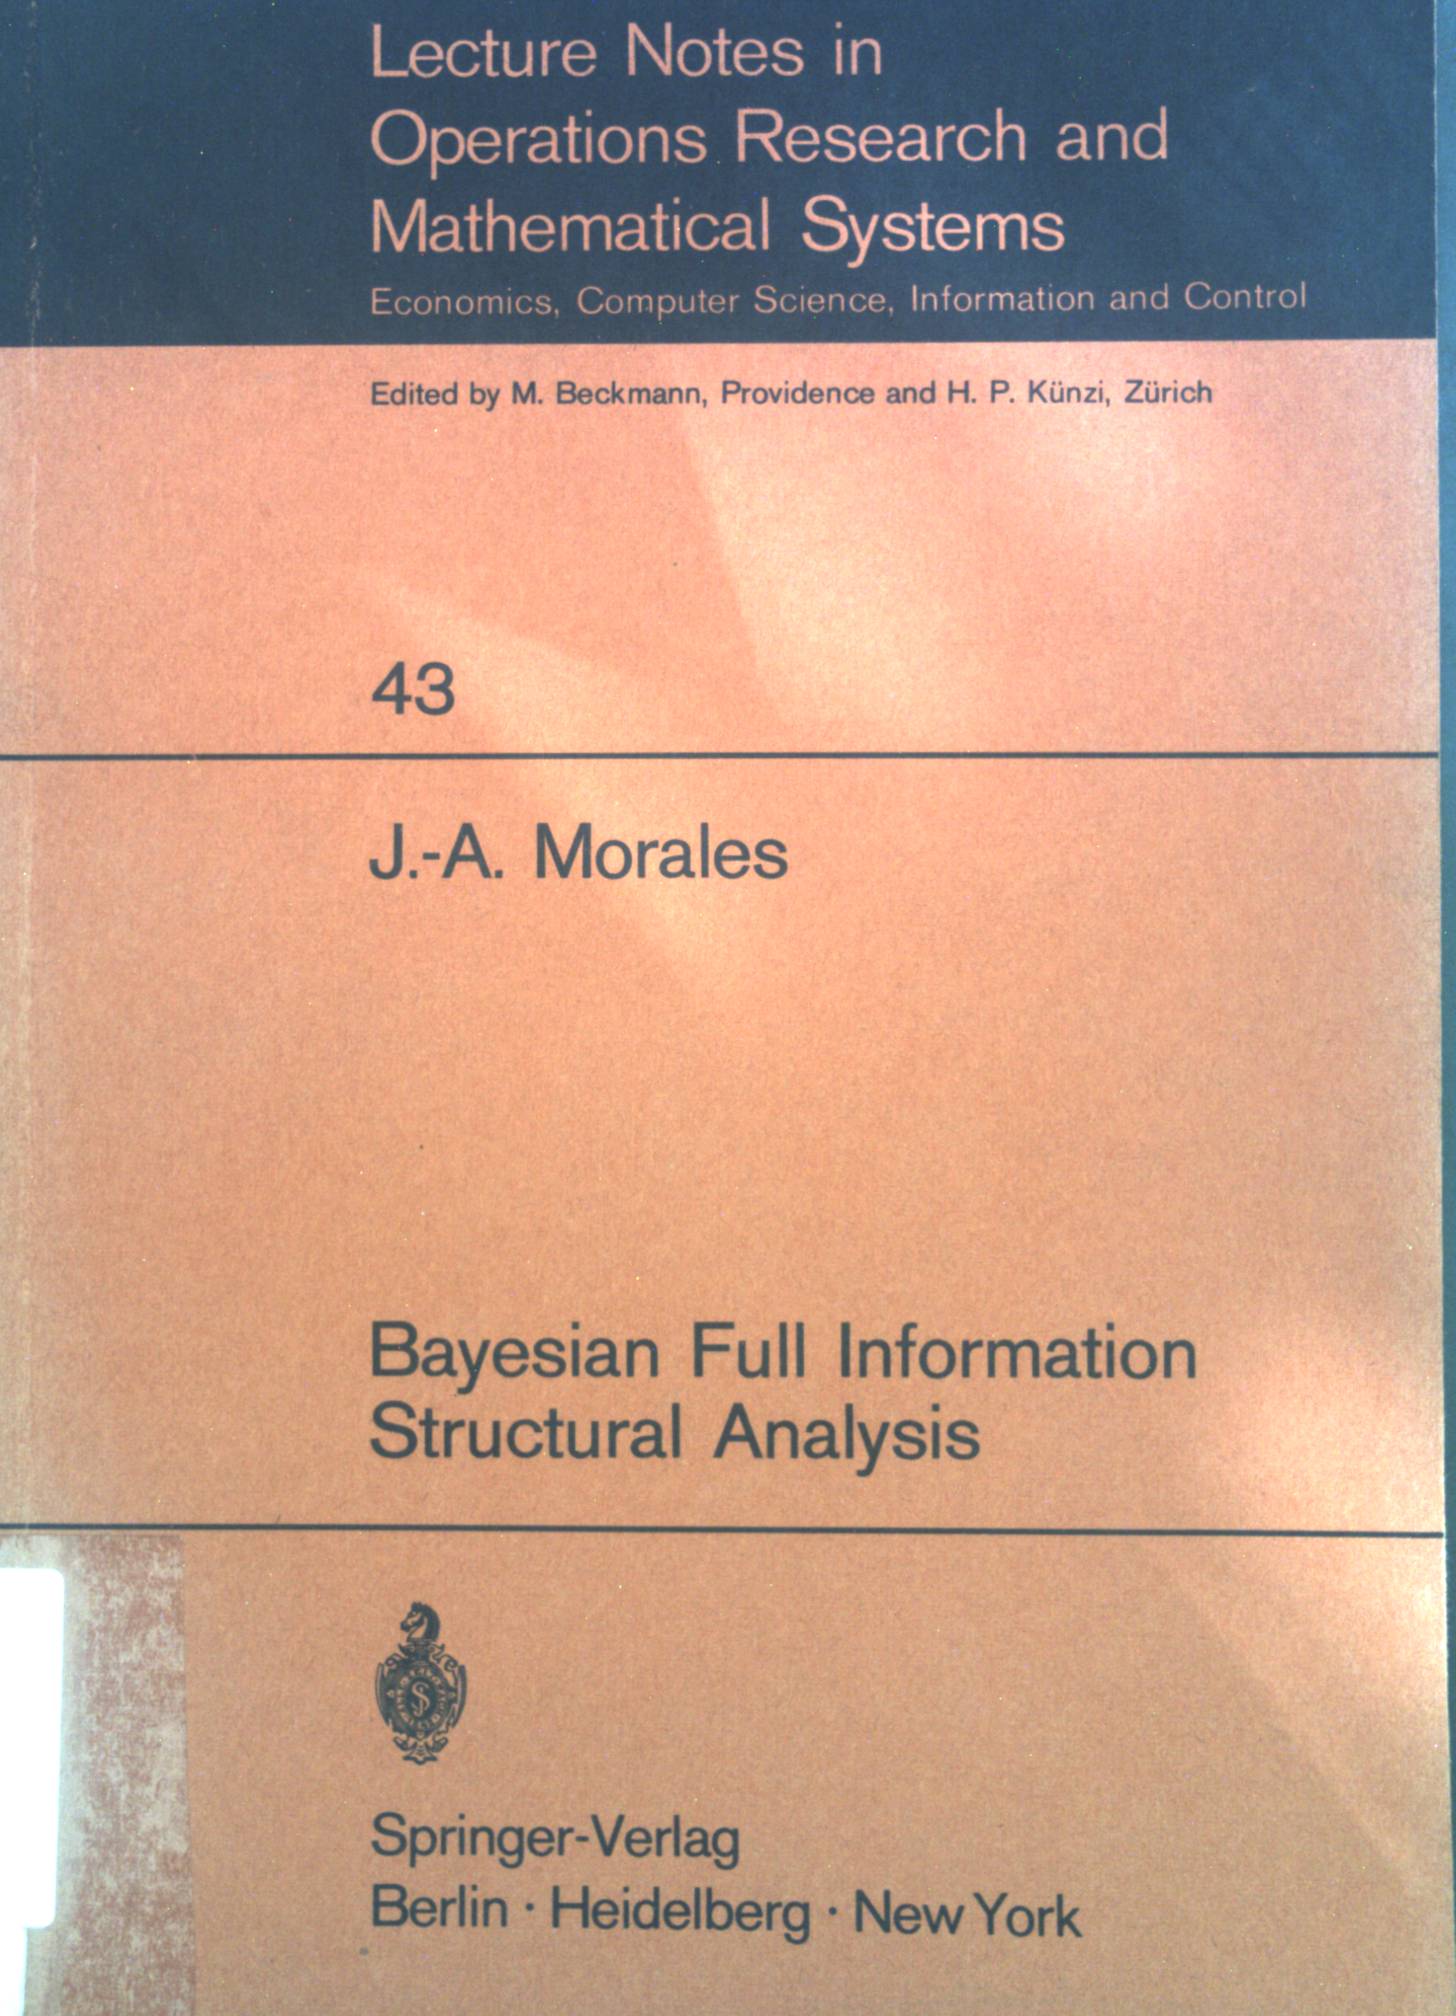 Lecture Notes in
Operations Research and
Mathematical Systems
Economics, Computer Science, Information and Control
Edited by M. Beckmann, Providence and H. P. Künzi, Zürich
43
J.-A. Morales
Bayesian Full Information
Structural Analysis
Springer-Verlag
Berlin · Heidelberg · New York